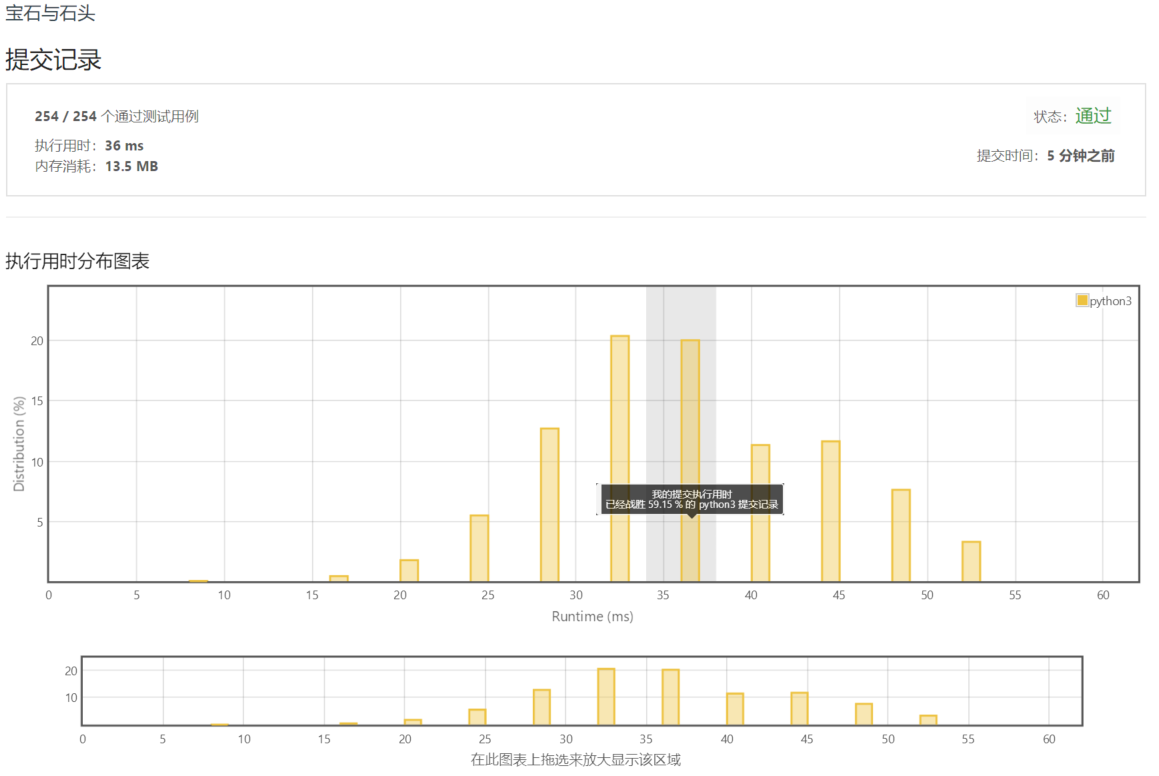 宝石与石头
提交记录
254 / 254 个通过测试用例
状态：通过
执行用时：36 ms
提交时间：5 分钟之前
内存消耗：13.5 MB
执行用时分布图表
python3
20
15
10
5
Distribution (%)
我的提交执行用时
已经战胜 59.15 % 的 python3 提交记录
0 5 10 15 20 25 30 35 40 45 50 55 60
Runtime (ms)
20
10
0 5 10 15 20 25 30 35 40 45 50 55 60
在此图表上拖选来放大显示该区域